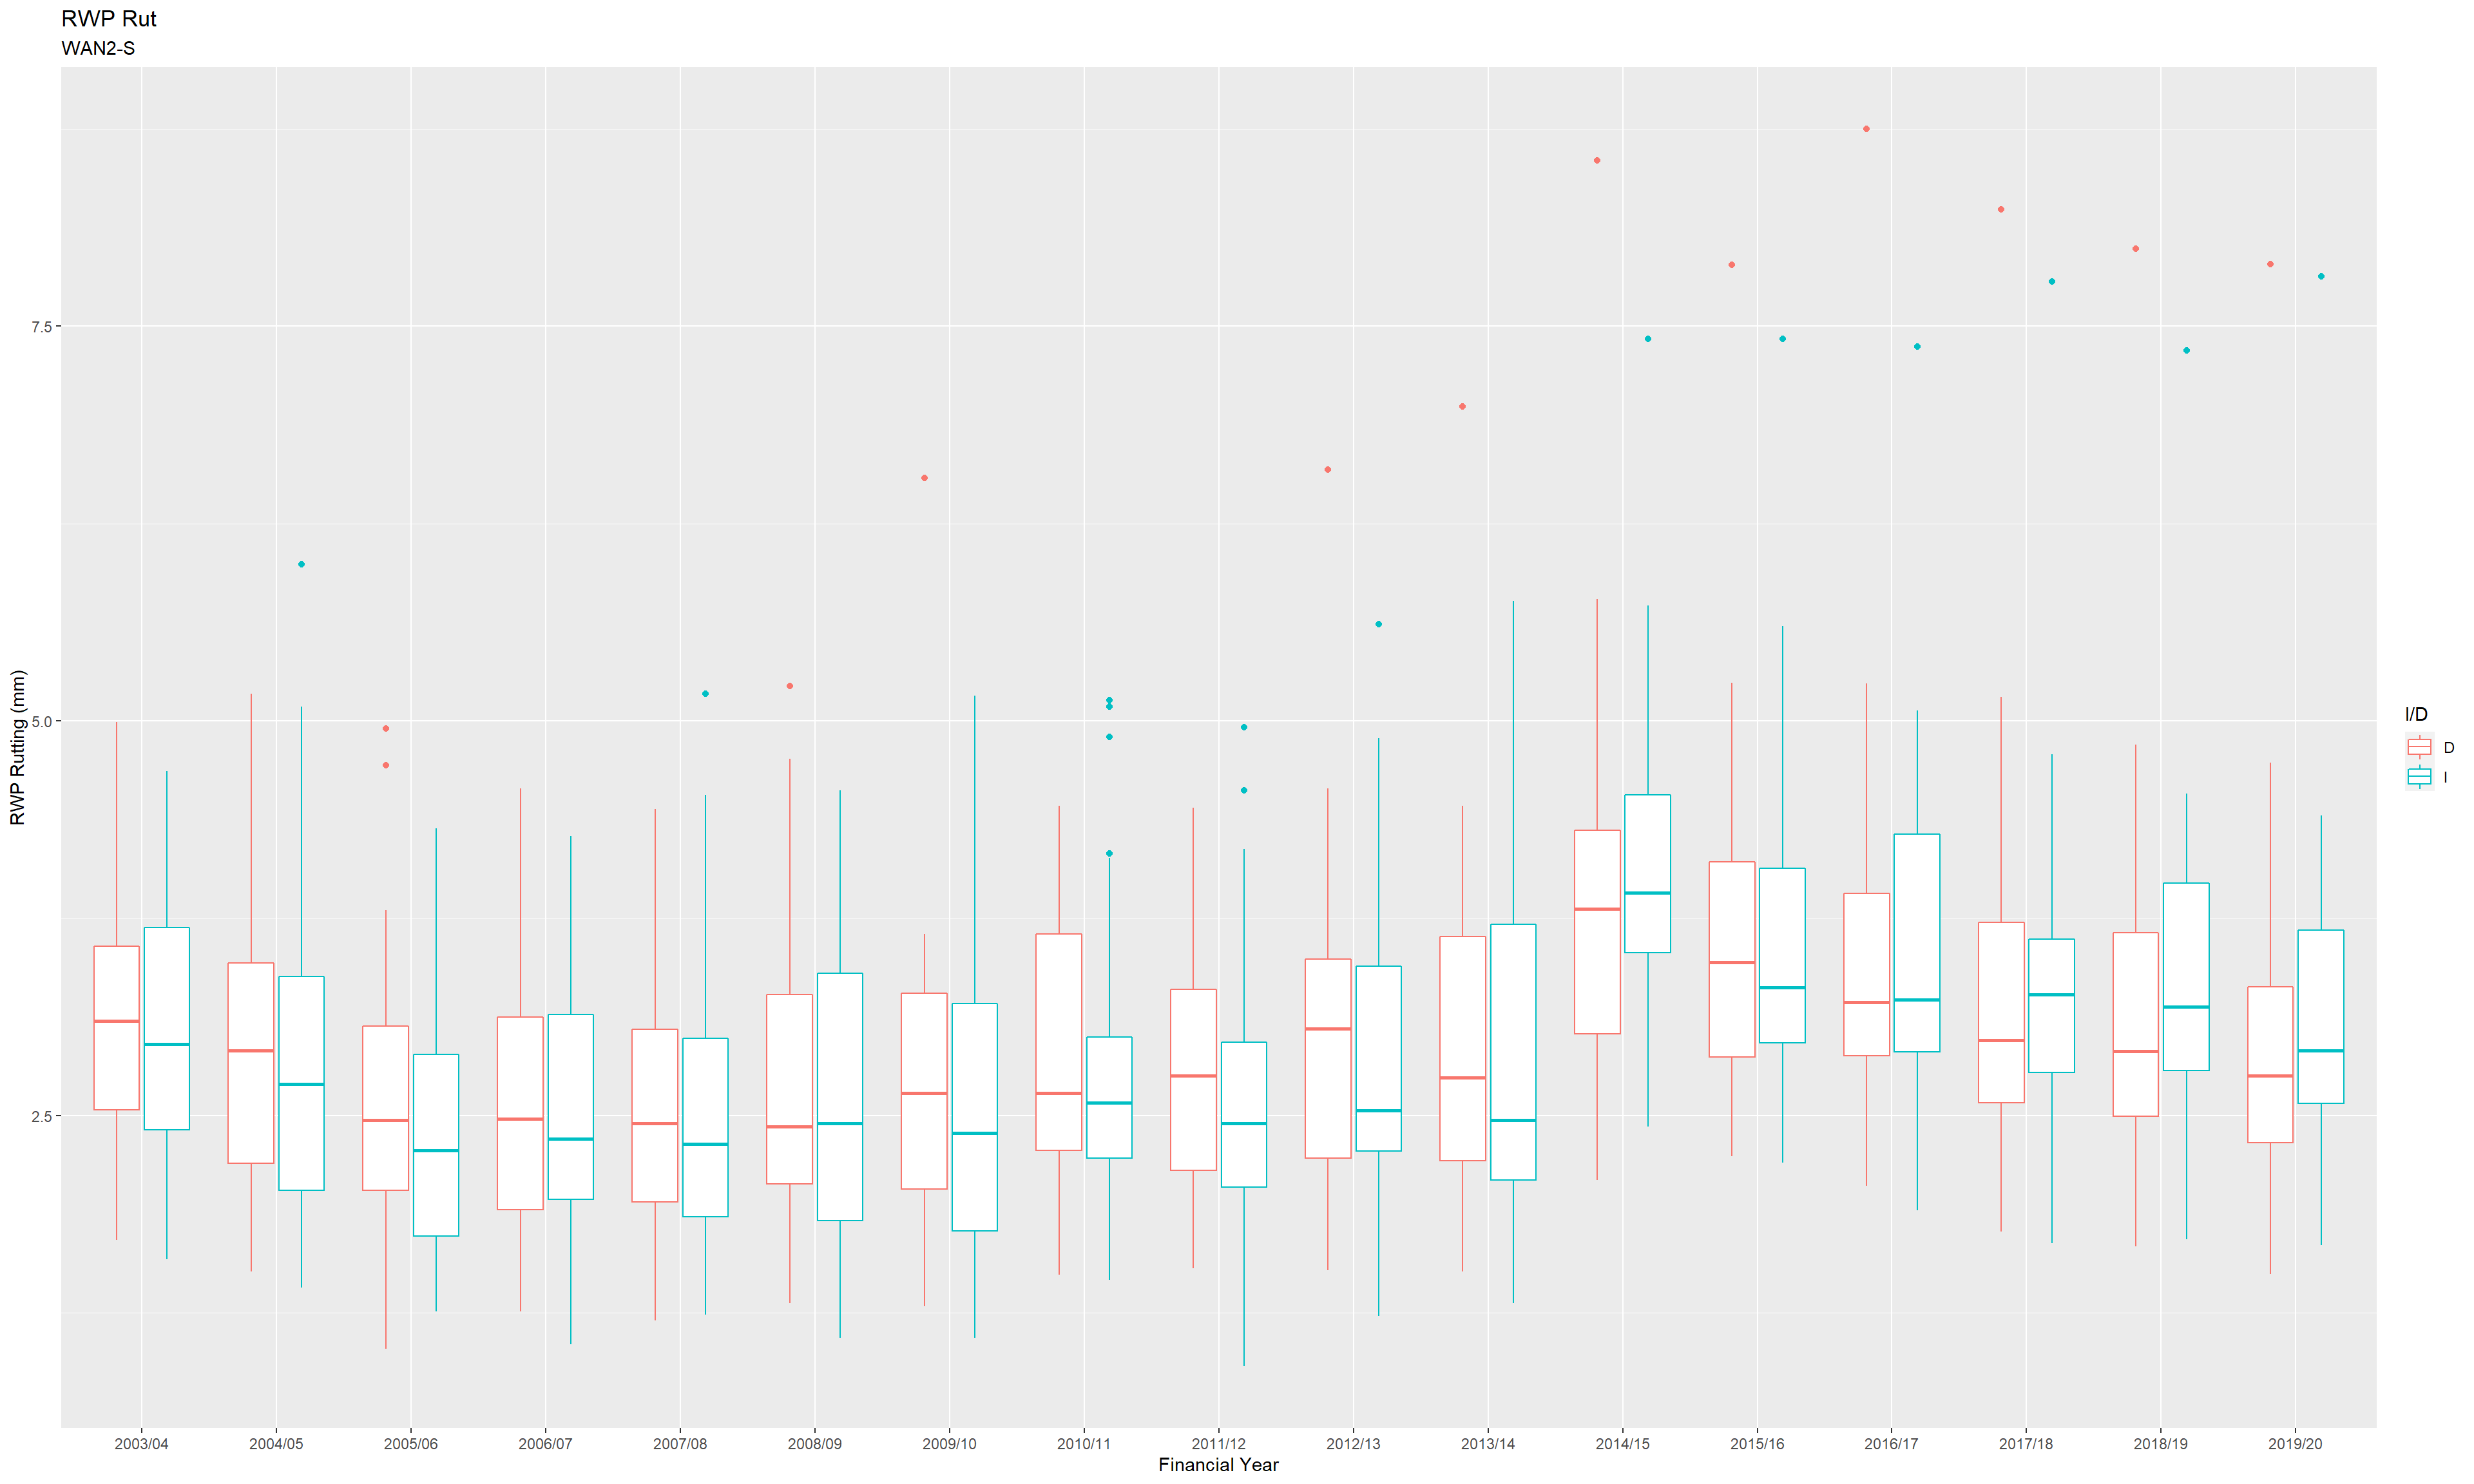 RWP Rut
WAN2-S
RWP Rutting (mm)
7.5
5.0
2.5
2003/04 2004/05 2005/06 2006/07 2007/08 2008/09 2009/10 2010/11 2011/12 2012/13 2013/14 2014/15 2015/16 2016/17 2017/18 2018/19 2019/20
Financial Year
I/D
D
I